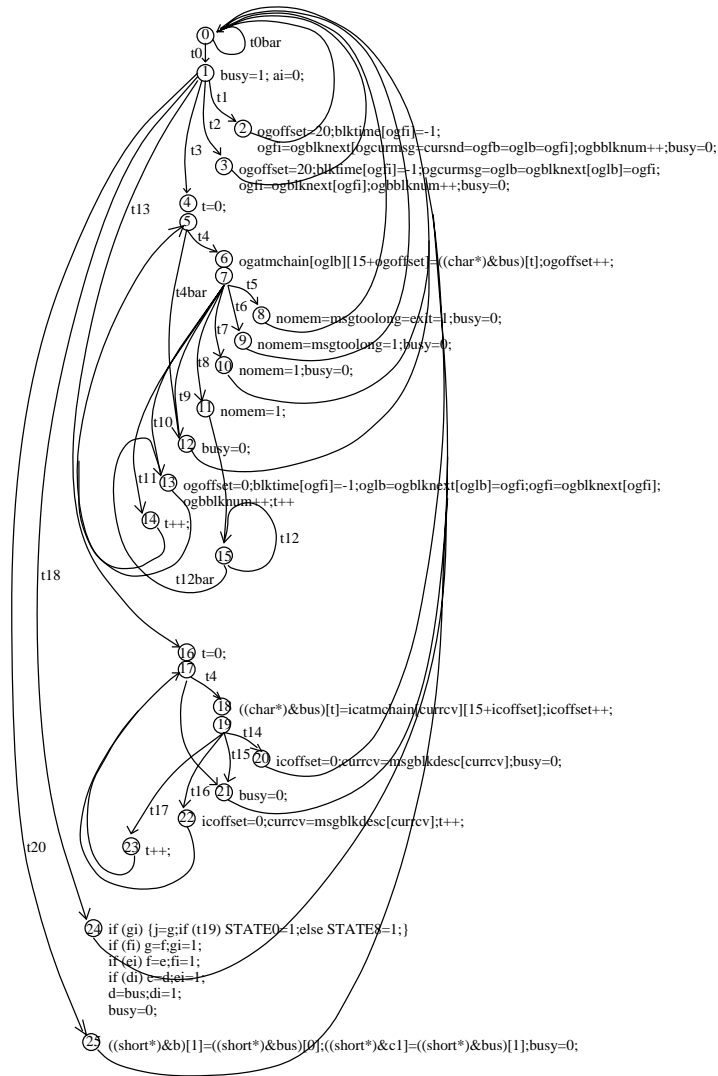 0
t0bar
t0
1 busy=1; ai=0;
t1
t2
2 ogoffset=20;blktime[ogfi]=-1;
ogfi=ogblknext[ogcurmsg=cursnd=ogfb=oglb=ogfi];ogbblknum++;busy=0;
t3
3 ogoffset=20;blktime[ogfi]=-1;ogcurmsg=oglb=ogblknext[oglb]=ogfi;
ogfi=ogblknext[ogfi];ogbblknum++;busy=0;
t13
4 t=0;
5
t4
6 ogatmchain[oglb][15+ogoffset]=((char*)&bus)[t];ogoffset++;
7
t4bar
t5
t6
8 nomem=msgtoolong=exit=1;busy=0;
t7
9 nomem=msgtoolong=1;busy=0;
t8
10 nomem=1;busy=0;
t9
11 nomem=1;
t10
12 busy=0;
t11
13 ogoffset=0;blktime[ogfi]=-1;oglb=ogblknext[oglb]=ogfi;ogfi=ogblknext[ogfi];
ogbblknum++;t++
14 t++;
t12
15
t18
t12bar
16 t=0;
17
t4
18 ((char*)&bus)[t]=icatmchain[currcv][15+icoffset];icoffset++;
19
t14
t15
20 icoffset=0;currcv=msgblkdesc[currcv];busy=0;
t16
21 busy=0;
t17
22 icoffset=0;currcv=msgblkdesc[currcv];t++;
t20
23 t++;
24 if (gi) {j=g;if (t19) STATE0=1;else STATE8=1;}
if (fi) g=f;gi=1;
if (ei) f=e;fi=1;
if (di) e=d;ei=1;
d=bus;di=1;
busy=0;
25 ((short*)&b)[1]=((short*)&bus)[0];((short*)&c1]=((short*)&bus)[1];busy=0;